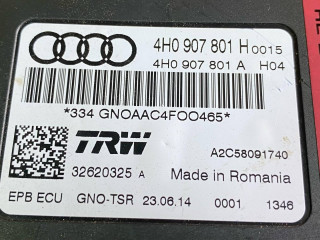 4H0 907 801 H 0015
4H0 907 801 A H04
*334 GNOAAC4FOO465*
TRW
A2C58091740
32620325 A
Made in Romania
EPB ECU GNO-TSR 23.06.14 0001 1346